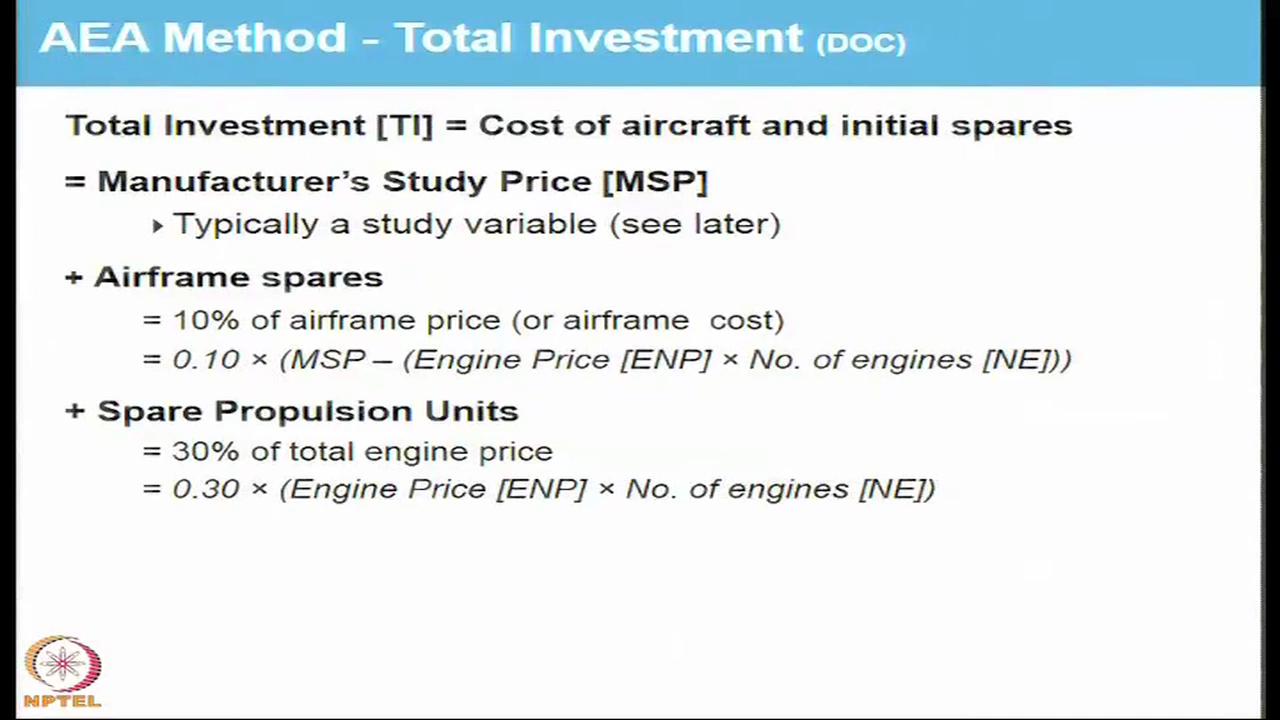 AEA Method - Total Investment (DOC)
Total Investment [TI] = Cost of aircraft and initial spares
= Manufacturer's Study Price [MSP]
Typically a study variable (see later)
+ Airframe spares
= 10% of airframe price (or airframe cost)
= 0.10 × (MSP – (Engine Price [ENP] × No. of engines [NE]))
+ Spare Propulsion Units
= 30% of total engine price
= 0.30 × (Engine Price [ENP] × No. of engines [NE])
NPTEL